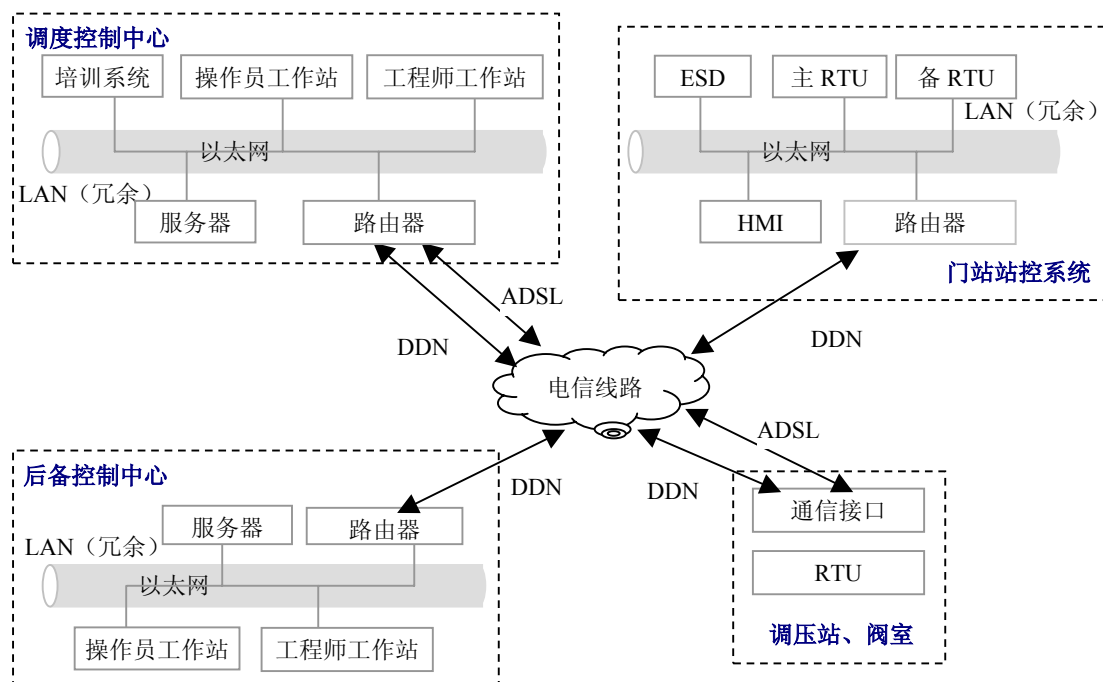 调度控制中心
培训系统
操作员工作站
工程师工作站
以太网
LAN（冗余）
服务器
路由器
ESD
主 RTU
备 RTU
LAN（冗余）
以太网
HMI
路由器
门站站控系统
ADSL
DDN
DDN
电信线路
ADSL
DDN
DDN
后备控制中心
服务器
路由器
LAN（冗余）
以太网
操作员工作站
工程师工作站
通信接口
RTU
调压站、阀室